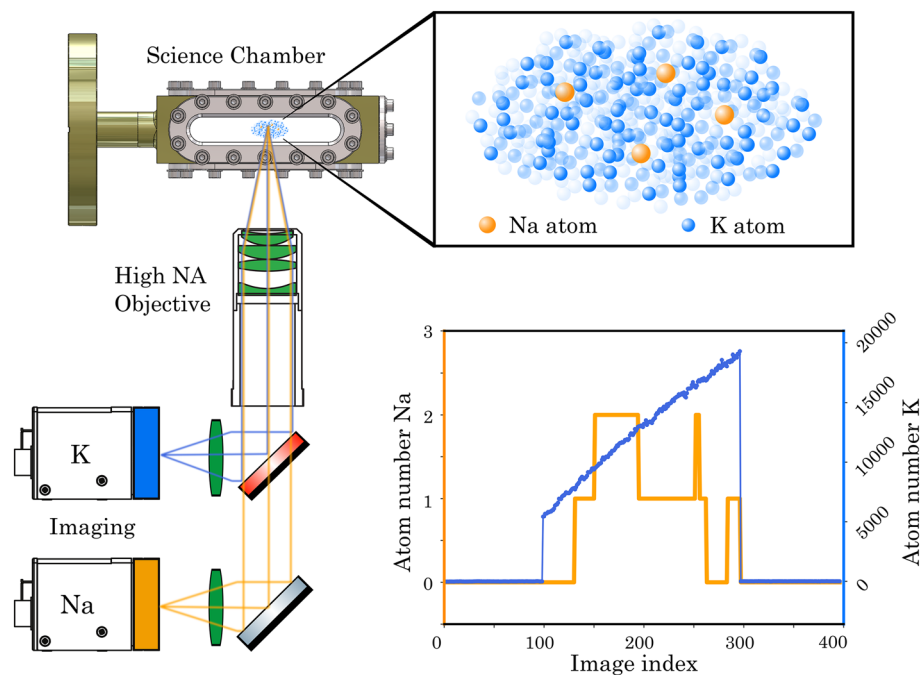 Science Chamber
Na atom
K atom
High NA
Objective
K
Imaging
Na
3
2
1
0
Atom number Na
20000
15000
10000
5000
0
Atom number K
0
100
200
300
400
Image index